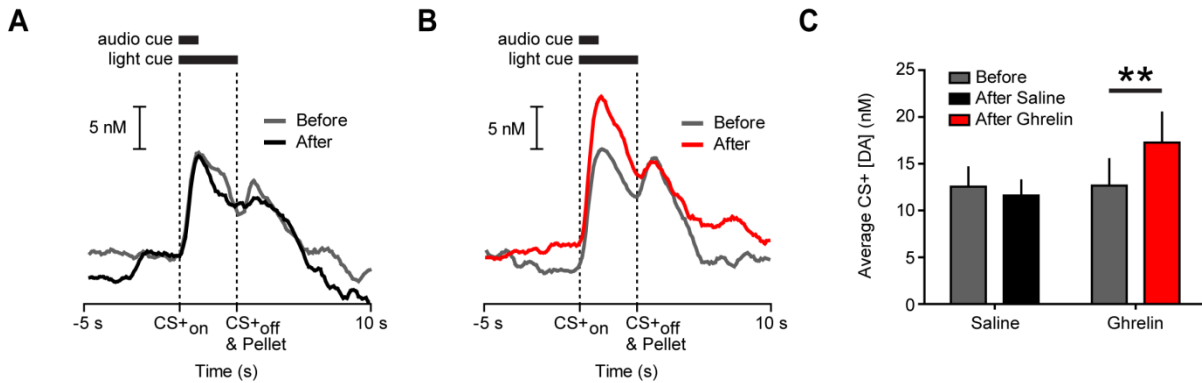 A
audio cue
light cue
5 nM
Before
After
-5 s
CS+on
CS+off
& Pellet
10 s
Time (s)
B
audio cue
light cue
5 nM
Before
After
-5 s
CS+on
CS+off
& Pellet
10 s
Time (s)
C
Average CS+ [DA] (nM)
25
20
15
10
5
0
Before
After Saline
After Ghrelin
**
Saline
Ghrelin